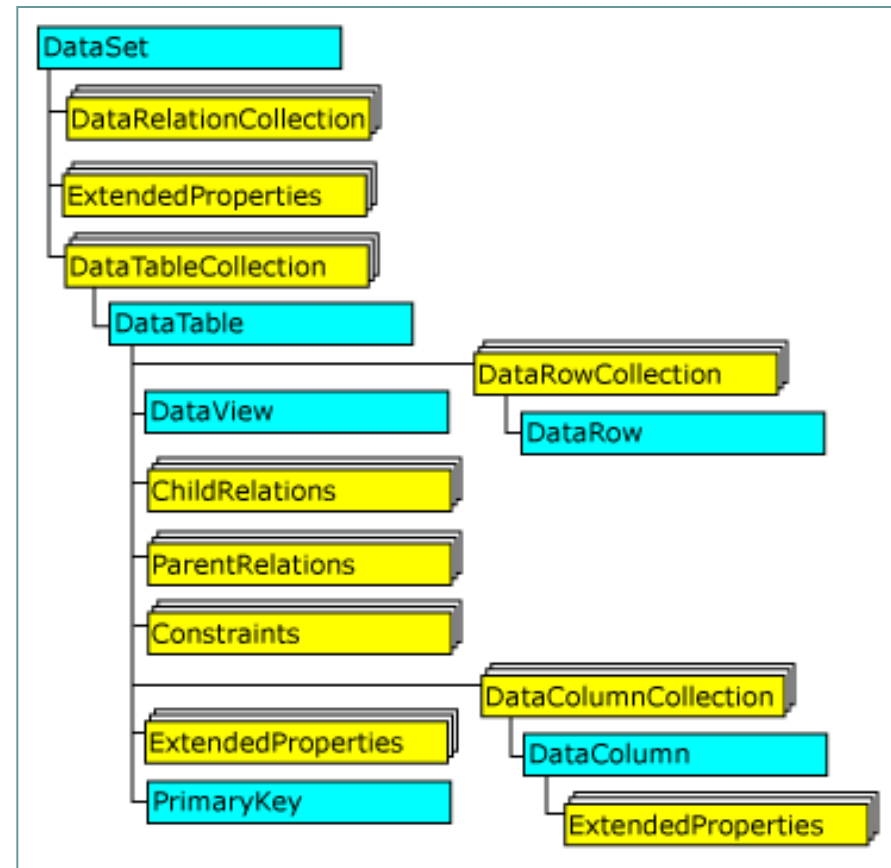 DataSet
DataRelationCollection
ExtendedProperties
DataTableCollection
DataTable
DataRowCollection
DataView
DataRow
ChildRelations
ParentRelations
Constraints
DataColumnCollection
ExtendedProperties
DataColumn
PrimaryKey
ExtendedProperties